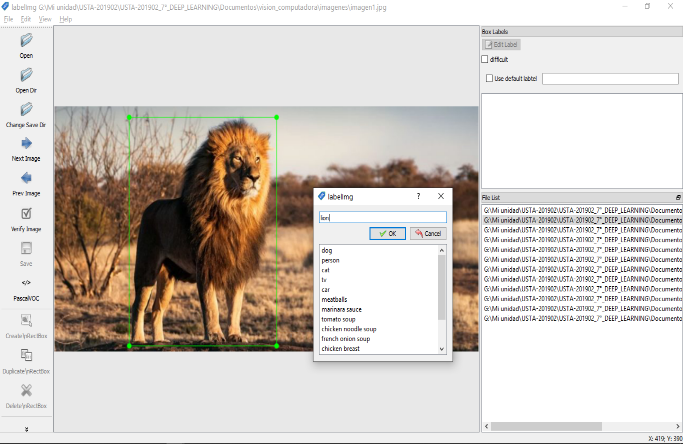 labelImg G:\Mi unidad\USTA-201902\USTA-201902_7°_DEEP_LEARNING\Documentos\vision_computadora\imagenes\imagen1.jpg
File Edit View Help
Open
Open Dir
Change Save Dir
Next Image
Prev Image
Verify Image
Save
</>
PascalVOC
Create\nRectBox
Duplicate\nRectBox
Delete\nRectBox
labelImg
lion
OK
Cancel
dog
person
cat
tv
car
meatballs
marinara sauce
tomato soup
chicken noodle soup
french onion soup
chicken breast
Box Labels
Edit Label
difficult
Use default label
File List
G:\Mi unidad\USTA-201902\USTA-201902_7°_DEEP_LEARNING\Documento
G:\Mi unidad\USTA-201902\USTA-201902_7°_DEEP_LEARNING\Documento
G:\Mi unidad\USTA-201902\USTA-201902_7°_DEEP_LEARNING\Documento
G:\Mi unidad\USTA-201902\USTA-201902_7°_DEEP_LEARNING\Documento
G:\Mi unidad\USTA-201902\USTA-201902_7°_DEEP_LEARNING\Documento
G:\Mi unidad\USTA-201902\USTA-201902_7°_DEEP_LEARNING\Documento
G:\Mi unidad\USTA-201902\USTA-201902_7°_DEEP_LEARNING\Documento
G:\Mi unidad\USTA-201902\USTA-201902_7°_DEEP_LEARNING\Documento
G:\Mi unidad\USTA-201902\USTA-201902_7°_DEEP_LEARNING\Documento
G:\Mi unidad\USTA-201902\USTA-201902_7°_DEEP_LEARNING\Documento
G:\Mi unidad\USTA-201902\USTA-201902_7°_DEEP_LEARNING\Documento
G:\Mi unidad\USTA-201902\USTA-201902_7°_DEEP_LEARNING\Documento
X: 419; Y: 390